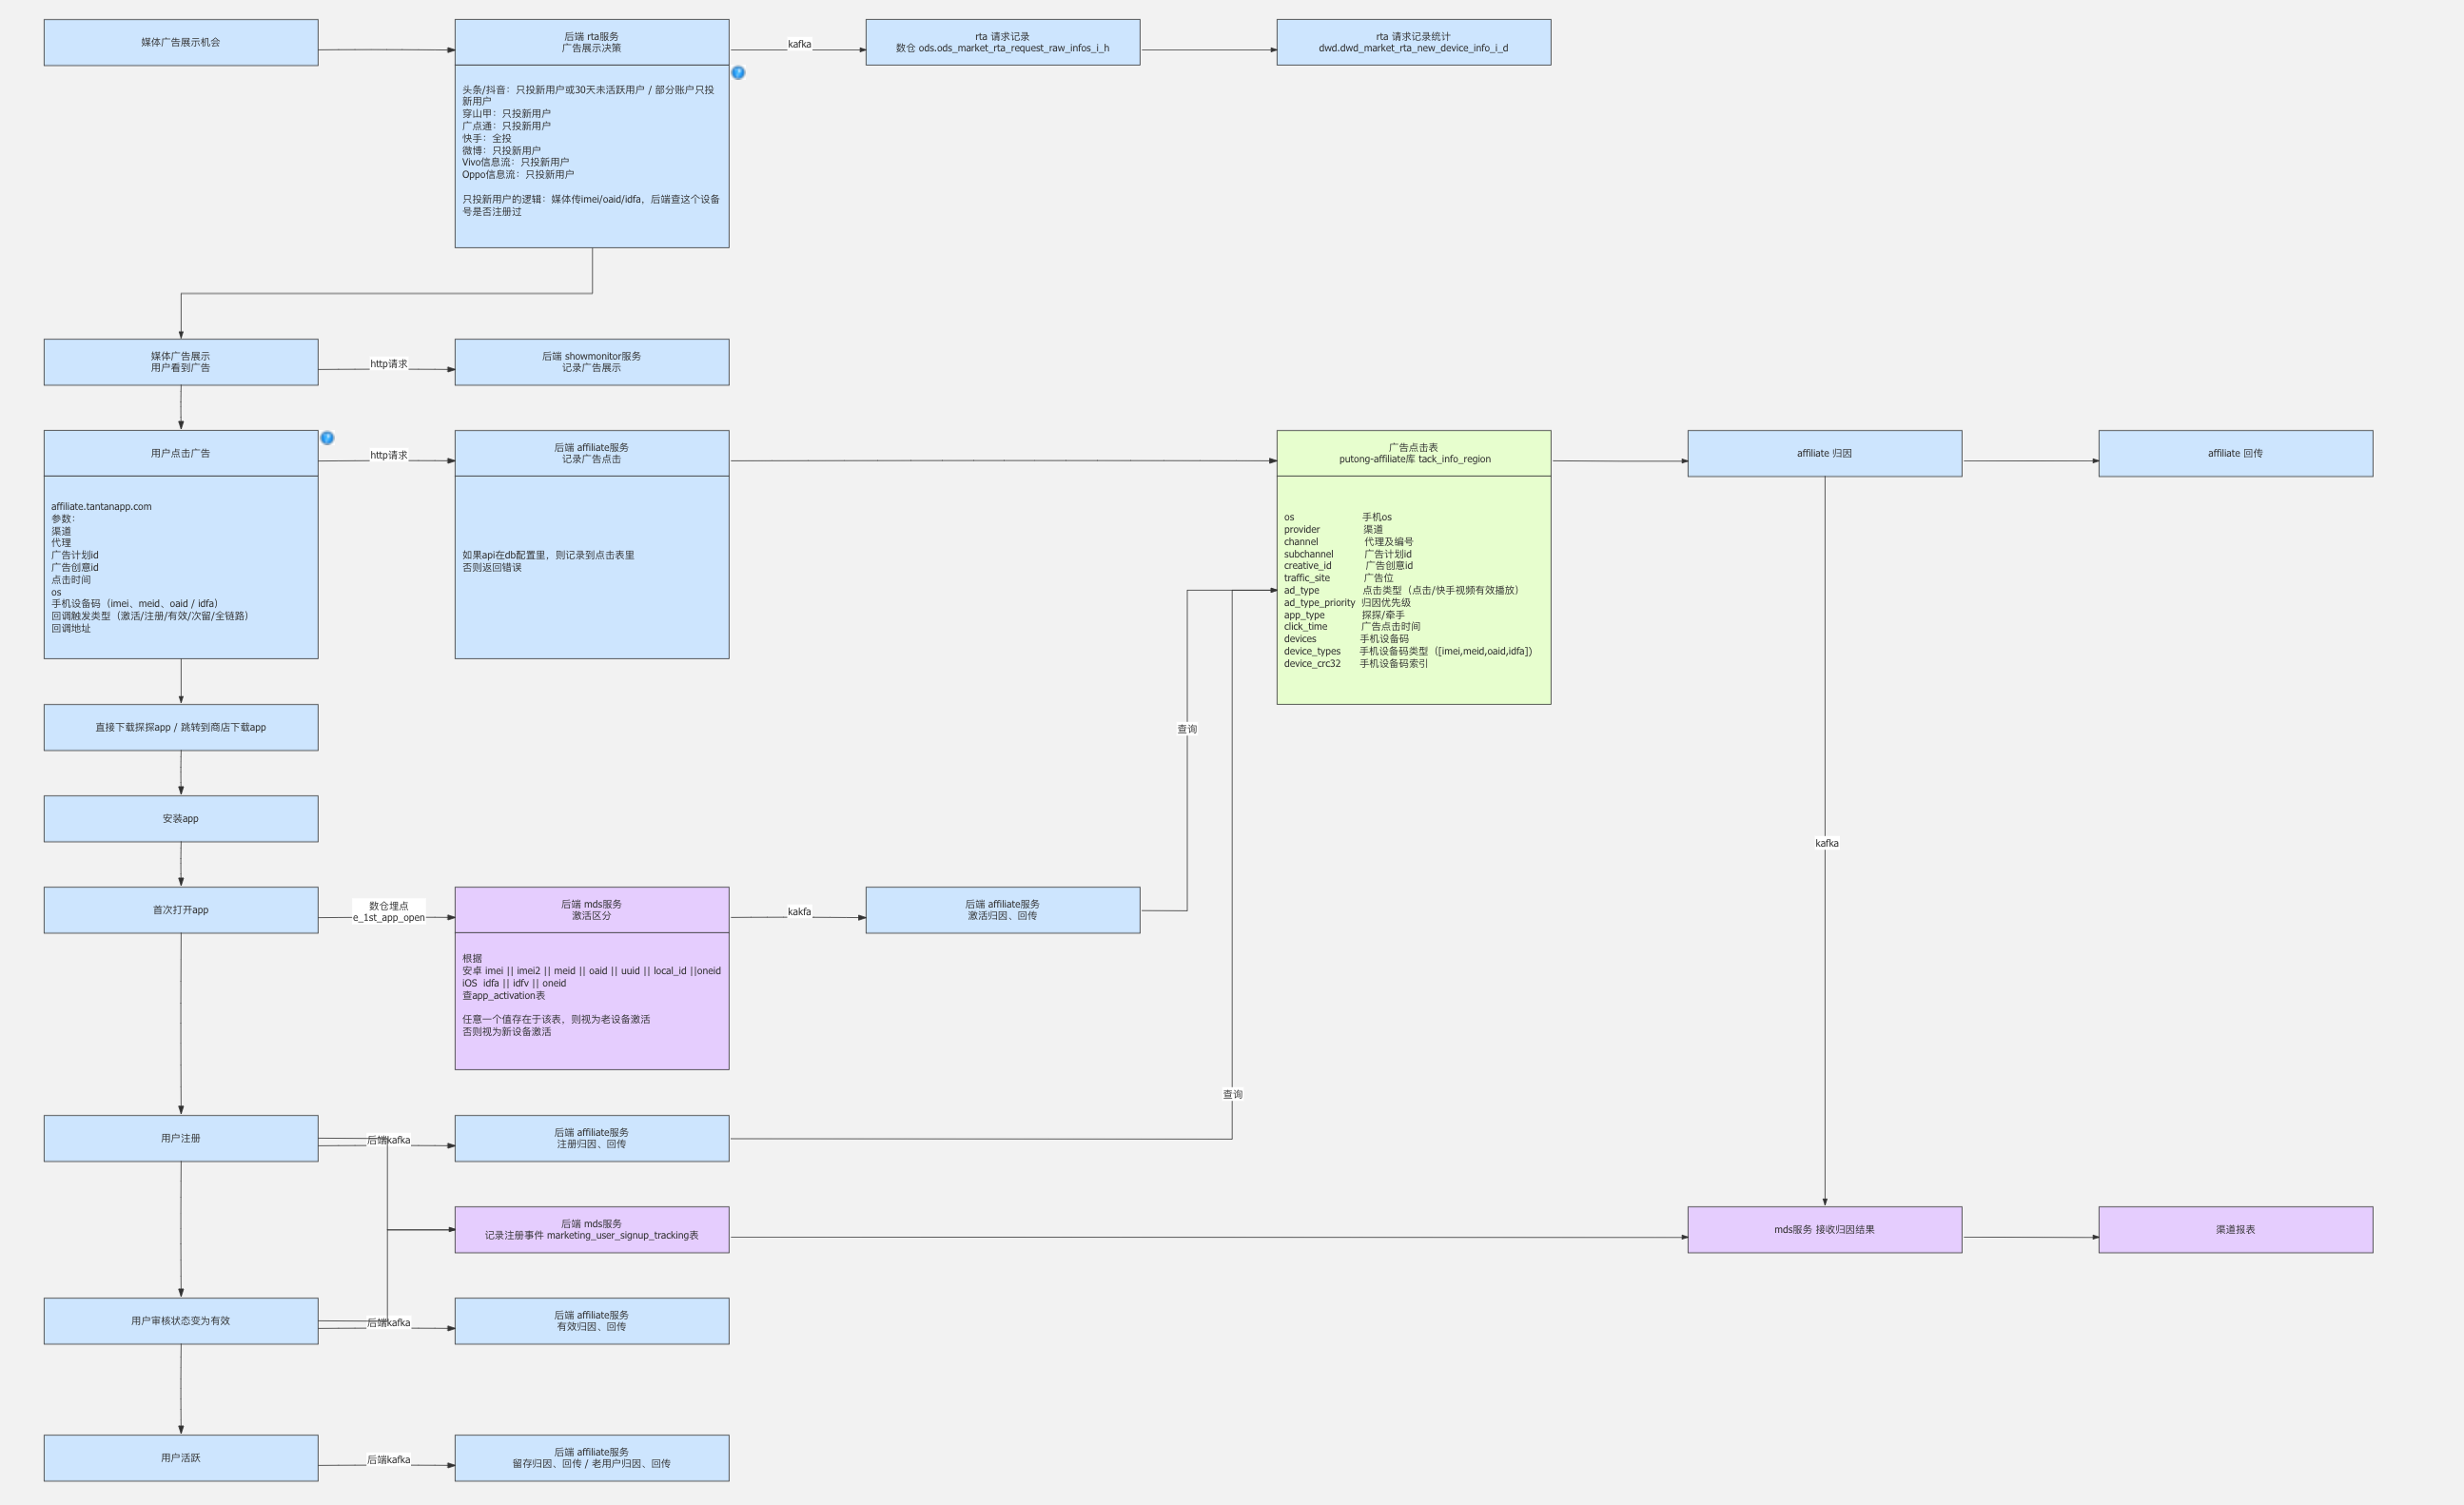 媒体广告展示机会
后端 rta服务
广告展示决策
kafka
rta 请求记录
数仓 ods.ods_market_rta_request_raw_infos_i_h
rta 请求记录统计
dwd.dwd_market_rta_new_device_info_i_d
头条/抖音：只投新用户或30天未活跃用户 / 部分账户只投
新用户
穿山甲：只投新用户
广点通：只投新用户
快手：全投
微博：只投新用户
Vivo信息流：只投新用户
Oppo信息流：只投新用户
只投新用户的逻辑：媒体传imei/oaid/idfa，后端查这个设备
号是否注册过
媒体广告展示
用户看到广告
http请求
后端 showmonitor服务
记录广告展示
用户点击广告
http请求
后端 affiliate服务
记录广告点击
广告点击表
putong-affiliate库 tack_info_region
affiliate 归因
affiliate 回传
affiliate.tantanapp.com
参数：
渠道
代理
广告计划id
广告创意id
点击时间
os
手机设备码（imei、meid、oaid / idfa）
回调触发类型（激活/注册/有效/次留/全链路）
回调地址
如果api在db配置里，则记录到点击表里
否则返回错误
os 手机os
provider 渠道
channel 代理及编号
subchannel 广告计划id
creative_id 广告创意id
traffic_site 广告位
ad_type 点击类型（点击/快手视频有效播放）
ad_type_priority 归因优先级
app_type 探探/牵手
click_time 广告点击时间
devices 手机设备码
device_types 手机设备码类型（[imei,meid,oaid,idfa])
device_crc32 手机设备码索引
直接下载探探app / 跳转到商店下载app
查询
安装app
kafka
首次打开app
数仓埋点
e_1st_app_open
后端 mds服务
激活区分
kakfa
后端 affiliate服务
激活归因、回传
根据
安卓 imei || imei2 || meid || oaid || uuid || local_id ||oneid
iOS idfa || idfv || oneid
查app_activation表
任意一个值存在于该表，则视为老设备激活
否则视为新设备激活
查询
用户注册
后端kafka
后端 affiliate服务
注册归因、回传
后端 mds服务
记录注册事件 marketing_user_signup_tracking表
mds服务 接收归因结果
渠道报表
用户审核状态变为有效
后端kafka
后端 affiliate服务
有效归因、回传
用户活跃
后端kafka
后端 affiliate服务
留存归因、回传 / 老用户归因、回传